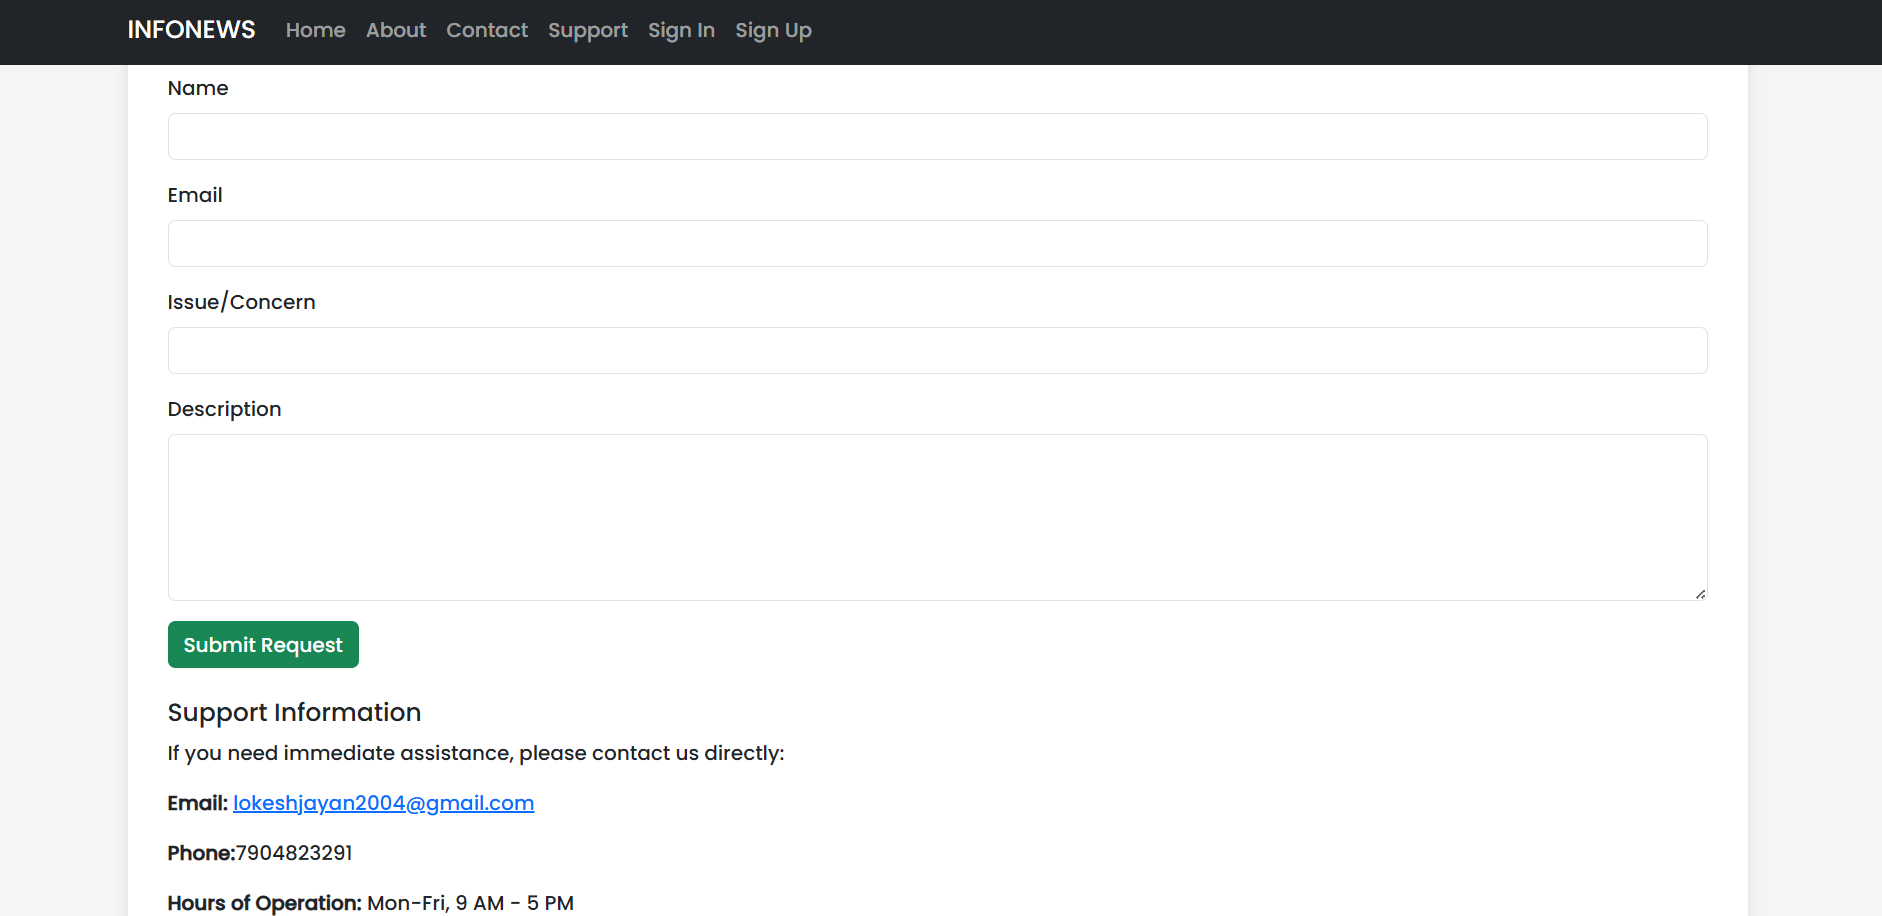 INFONEWS Home About Contact Support Sign In Sign Up
Name
Email
Issue/Concern
Description
Submit Request
Support Information
If you need immediate assistance, please contact us directly:
Email: lokeshjayan2004@gmail.com
Phone:7904823291
Hours of Operation: Mon-Fri, 9 AM - 5 PM